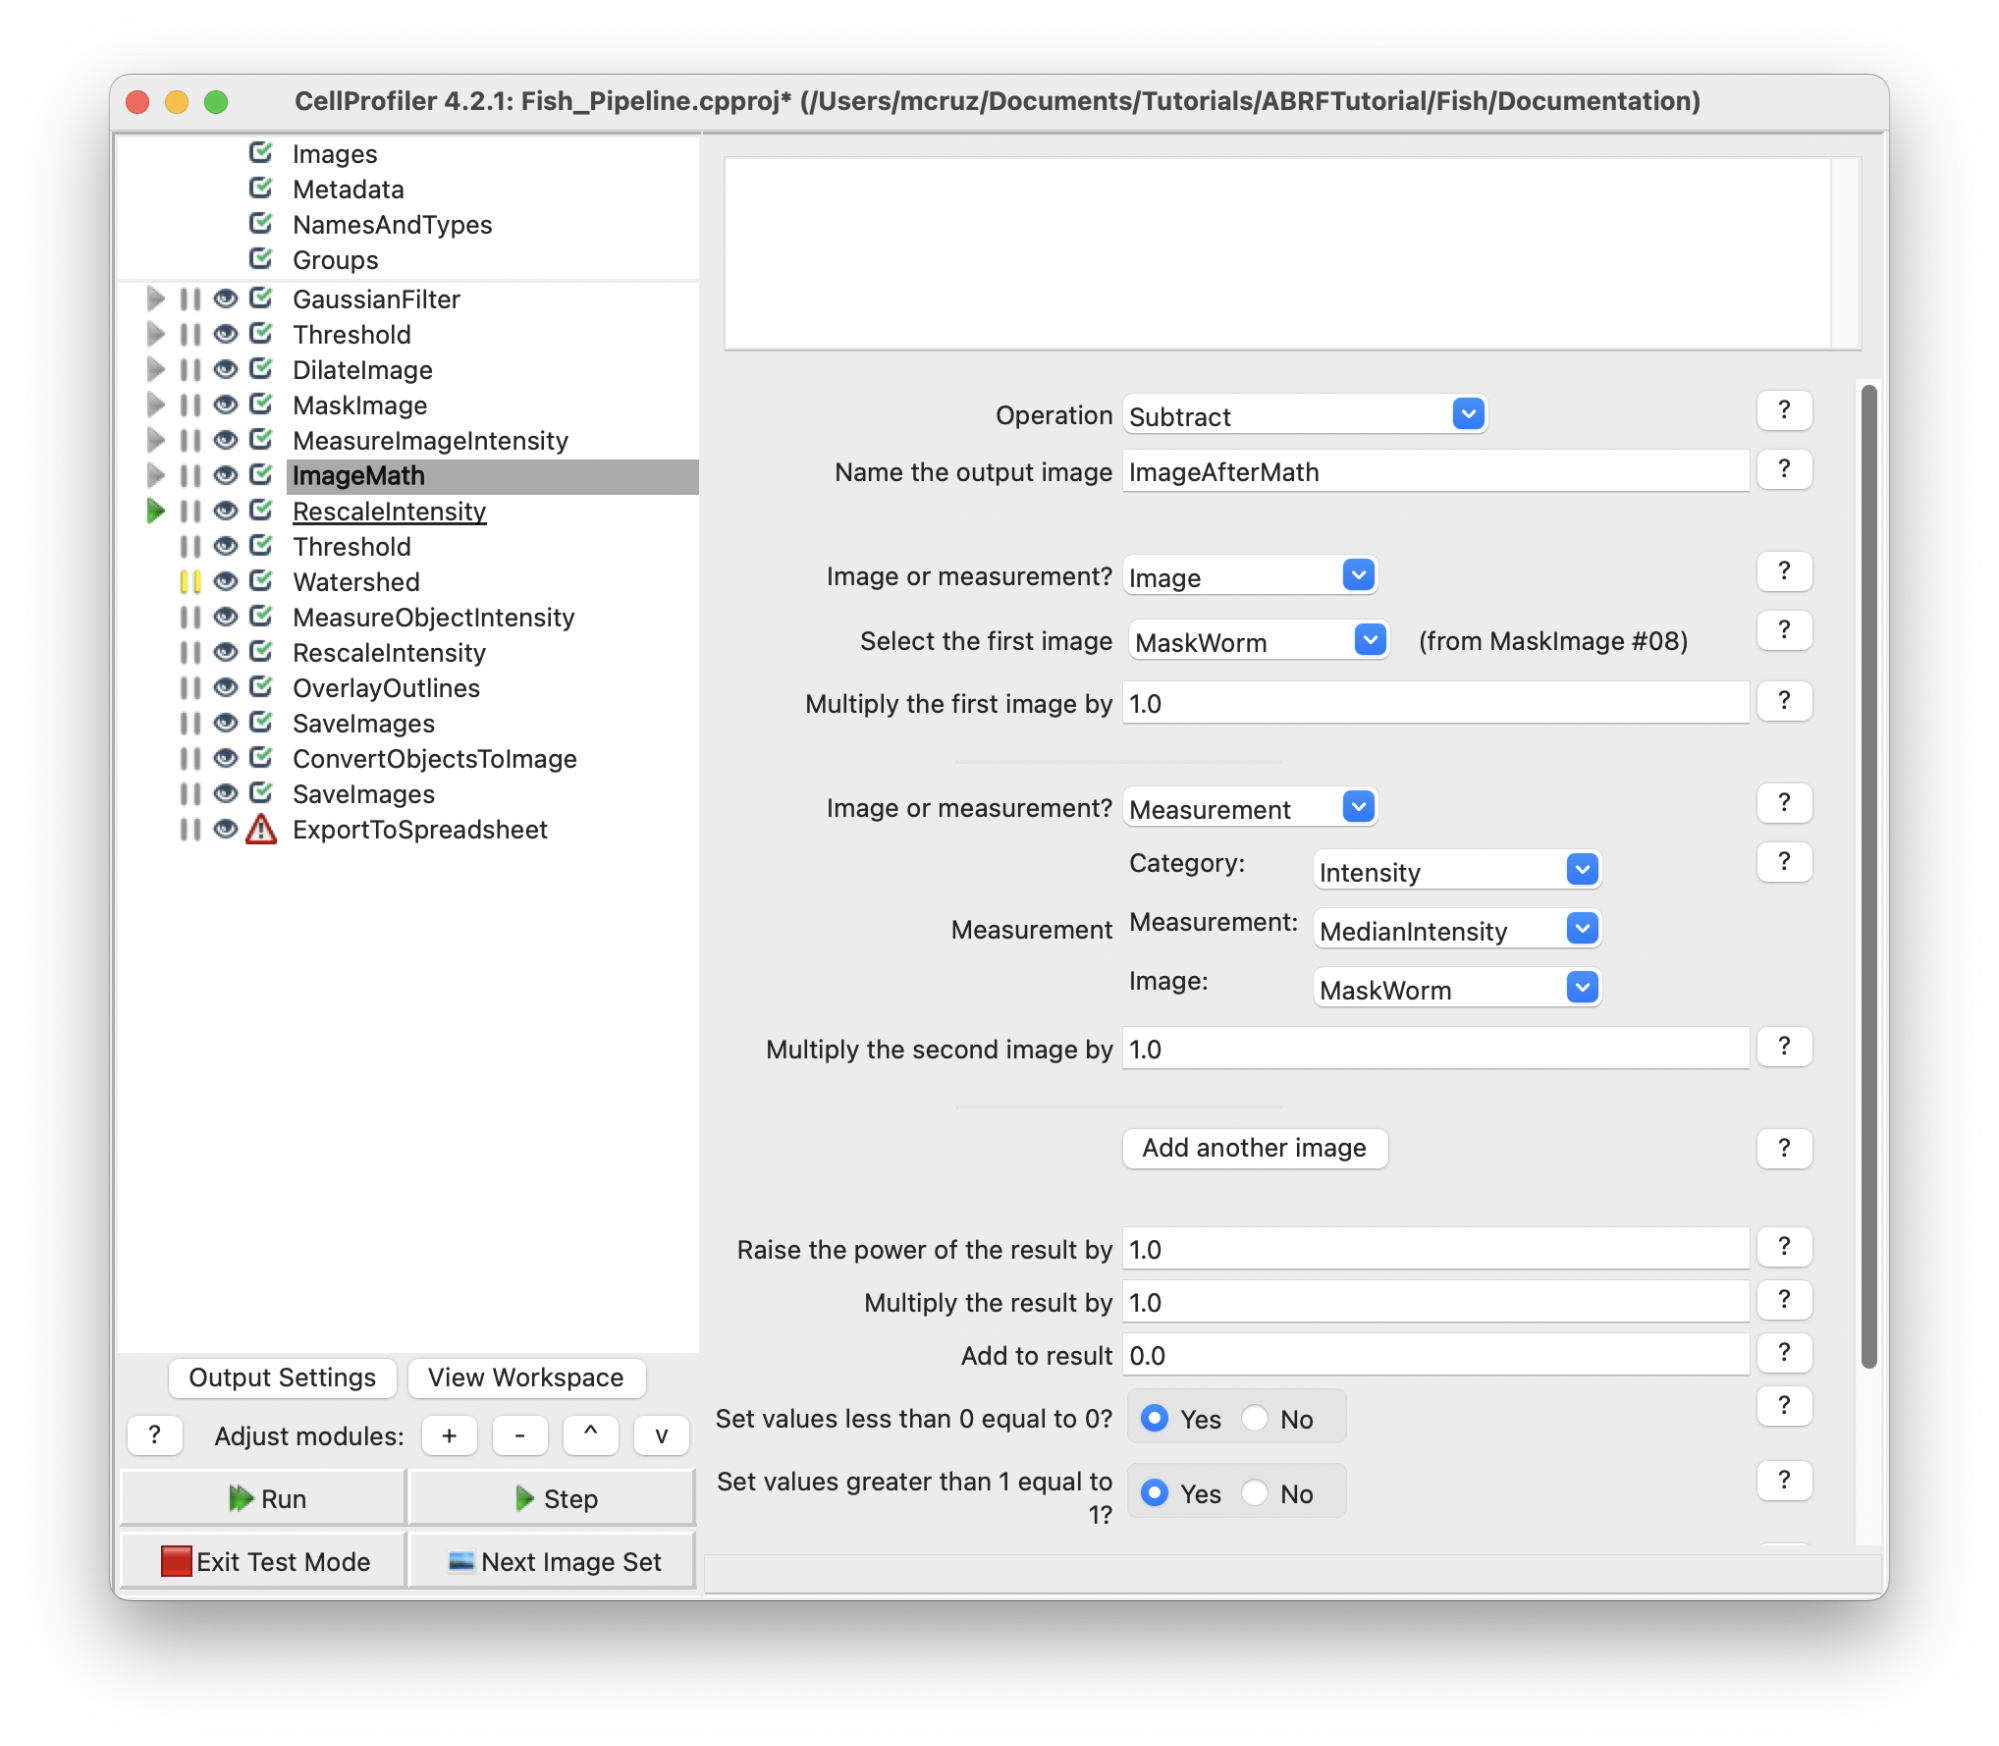 CellProfiler 4.2.1: Fish_Pipeline.cpproj* (/Users/mcruz/Documents/Tutorials/ABRFTutorial/Fish/Documentation)
Images
Metadata
NamesAndTypes
Groups
GaussianFilter
Threshold
DilateImage
MaskImage
MeasureImageIntensity
ImageMath
RescaleIntensity
Threshold
Watershed
MeasureObjectIntensity
RescaleIntensity
OverlayOutlines
SaveImages
ConvertObjectsToImage
SaveImages
ExportToSpreadsheet
Output Settings View Workspace
? Adjust modules: + - ^ v
Run Step
Exit Test Mode Next Image Set
Operation Subtract ?
Name the output image ImageAfterMath ?
Image or measurement? Image ?
Select the first image MaskWorm (from MaskImage #08) ?
Multiply the first image by 1.0 ?
Image or measurement? Measurement ?
Category: Intensity ?
Measurement Measurement: MedianIntensity
Image: MaskWorm
Multiply the second image by 1.0 ?
Add another image ?
Raise the power of the result by 1.0 ?
Multiply the result by 1.0 ?
Add to result 0.0 ?
Set values less than 0 equal to 0? Yes No ?
Set values greater than 1 equal to Yes No ?
1?